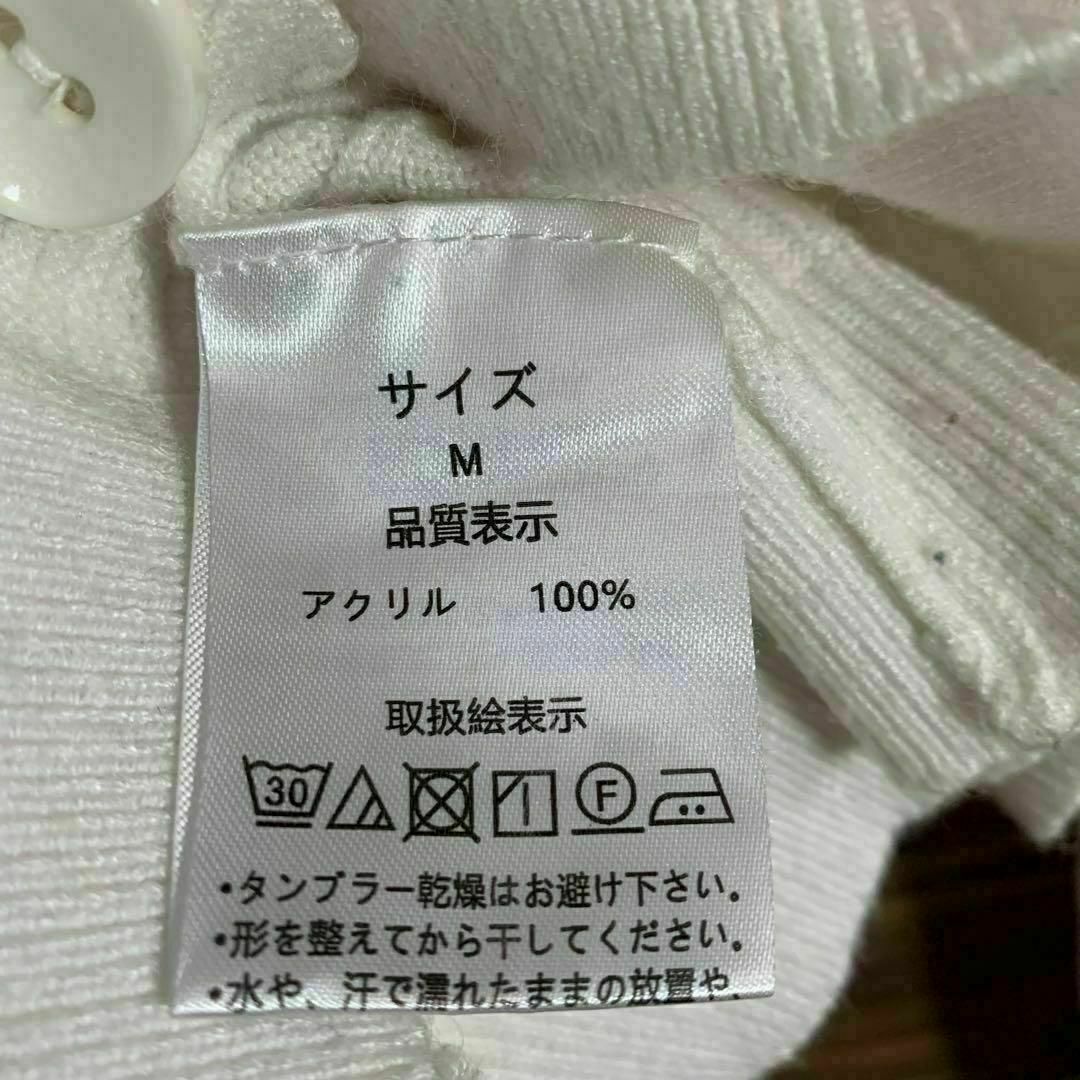 サイズ
M
品質表示
アクリル 100%
取扱絵表示
30 F
•タンブラー乾燥はお避け下さい。
•形を整えてから干してください。
•水や、汗で濡れたままの放置や、